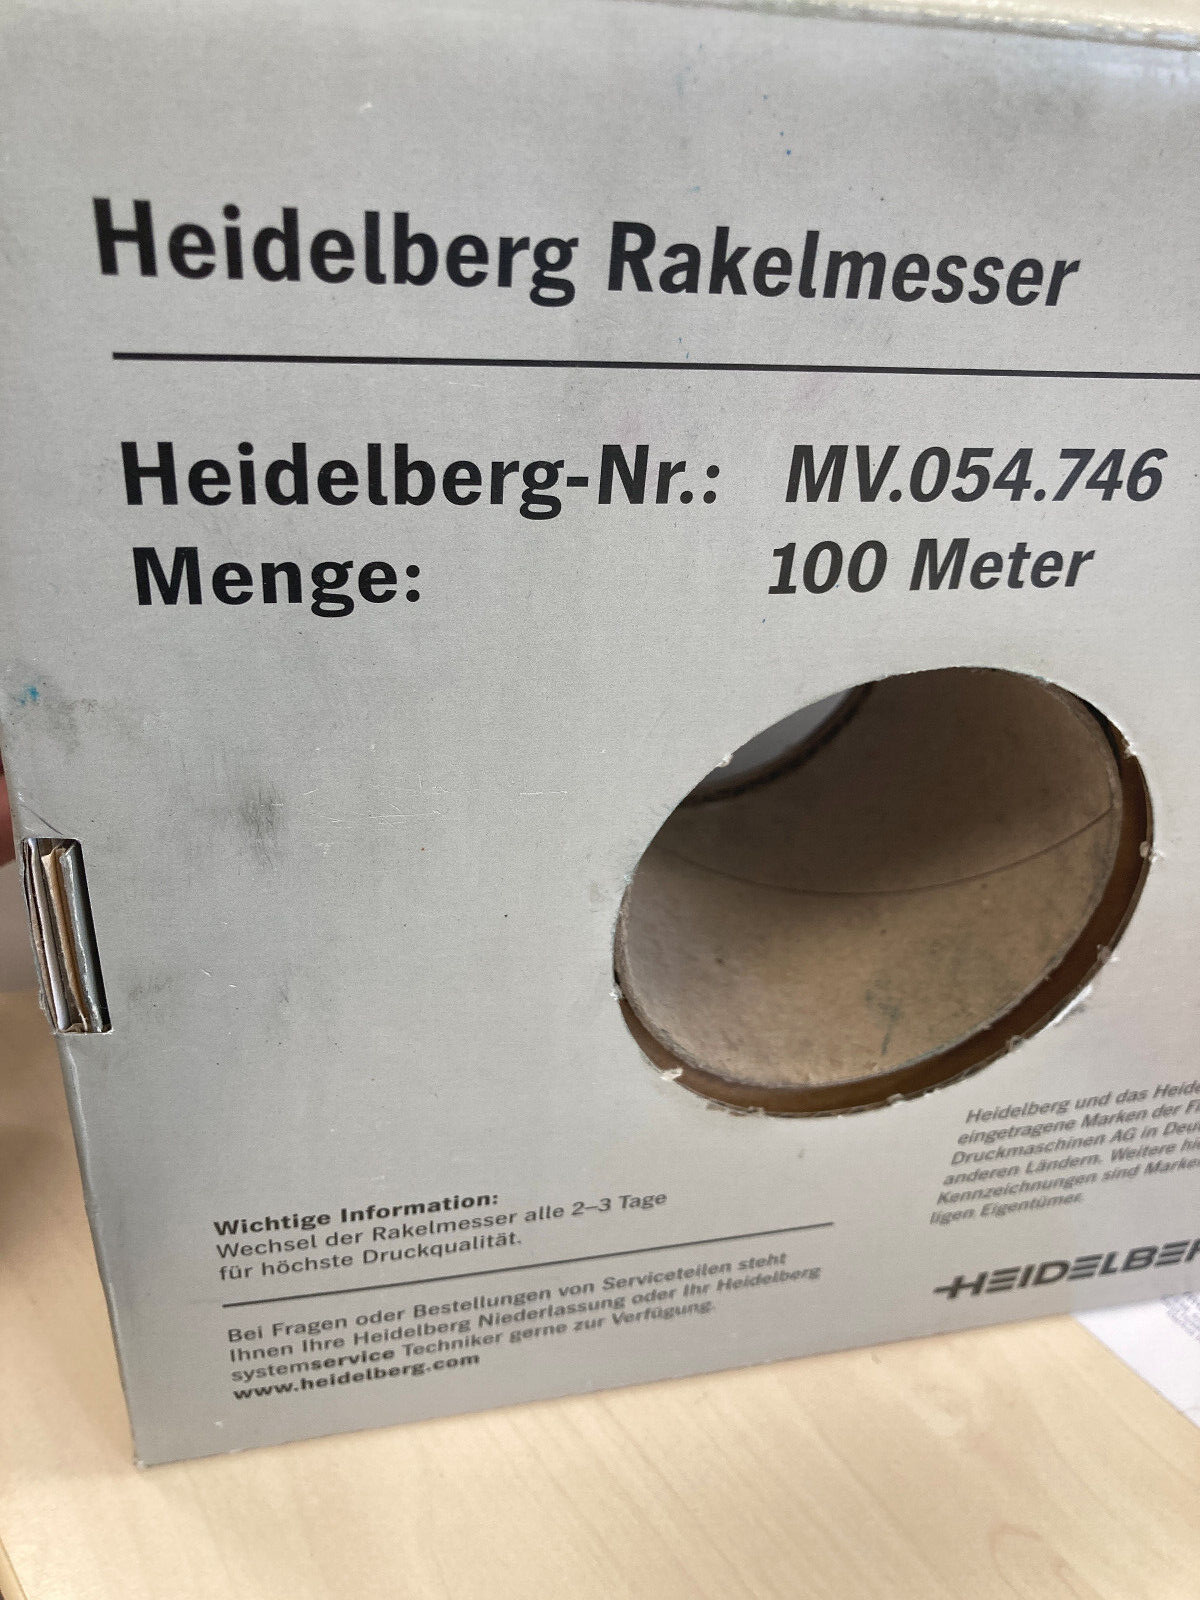 Heidelberg Rakelmesser
Heidelberg-Nr.: MV.054.746
Menge: 100 Meter
Wichtige Information:
Wechsel der Rakelmesser alle 2–3 Tage
für höchste Druckqualität.
Bei Fragen oder Bestellungen von Serviceteilen steht
Ihnen Ihre Heidelberg Niederlassung oder Ihr Heidelberg
systemservice Techniker gerne zur Verfügung.
www.heidelberg.com
Heidelberg und das
eingetragene Marken der
Druckmaschinen AG in
anderen Ländern. Weitere
Kennzeichnungen sind
ligen Eigentümer.